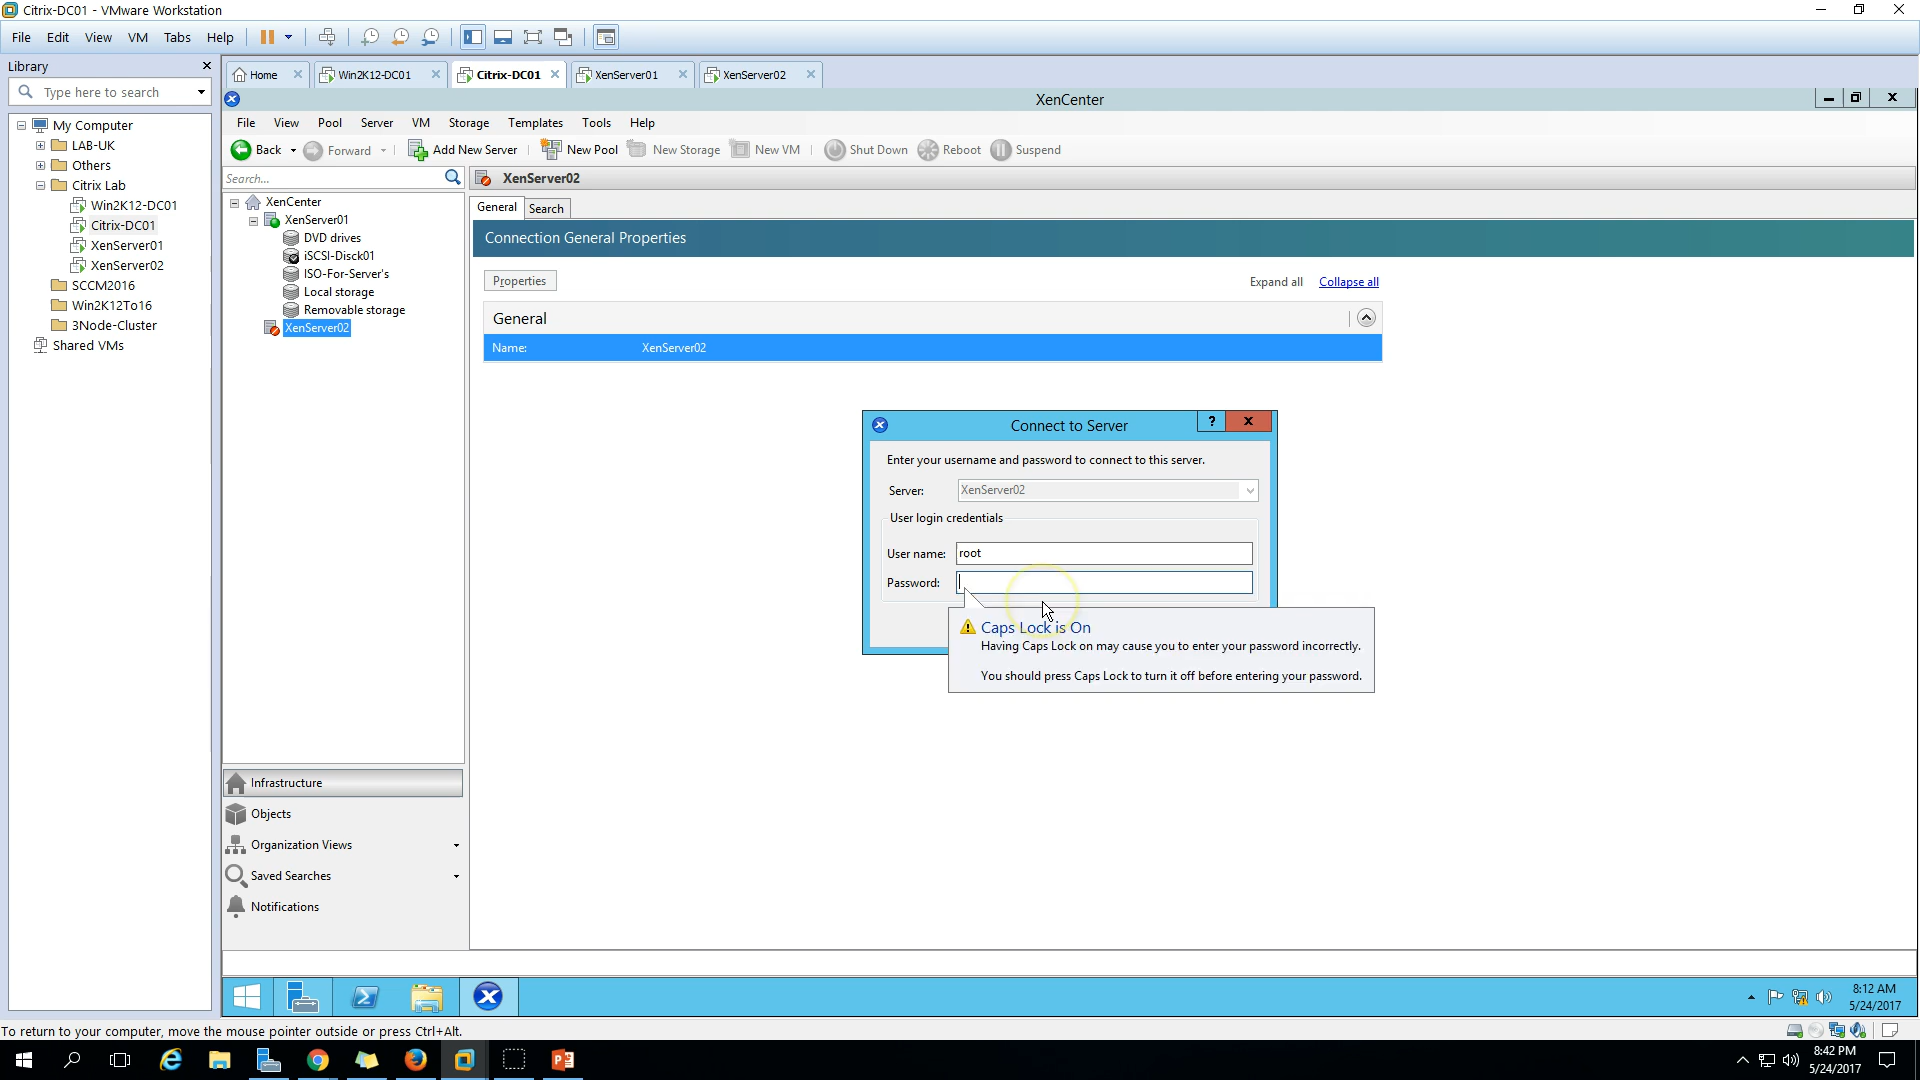 Citrix-DC01 - VMware Workstation
File Edit View VM Tabs Help
Library
Type here to search
My Computer
LAB-UK
Others
Citrix Lab
Win2K12-DC01
Citrix-DC01
XenServer01
XenServer02
SCCM2016
Win2K12To16
3Node-Cluster
Shared VMs
Home Win2K12-DC01 Citrix-DC01 XenServer01 XenServer02
XenCenter
File View Pool Server VM Storage Templates Tools Help
Back Forward Add New Server New Pool New Storage New VM Shut Down Reboot Suspend
Search...
XenCenter
XenServer01
DVD drives
iSCSI-Disck01
ISO-For-Server's
Local storage
Removable storage
XenServer02
Infrastructure
Objects
Organization Views
Saved Searches
Notifications
XenServer02
General Search
Connection General Properties
Properties Expand all Collapse all
General
Name: XenServer02
Connect to Server
?
X
Enter your username and password to connect to this server.
Server: XenServer02
User login credentials
User name: root
Password:
Caps Lock is On
Having Caps Lock on may cause you to enter your password incorrectly.
You should press Caps Lock to turn it off before entering your password.
8:12 AM
5/24/2017
To return to your computer, move the mouse pointer outside or press Ctrl+Alt.
8:42 PM
5/24/2017